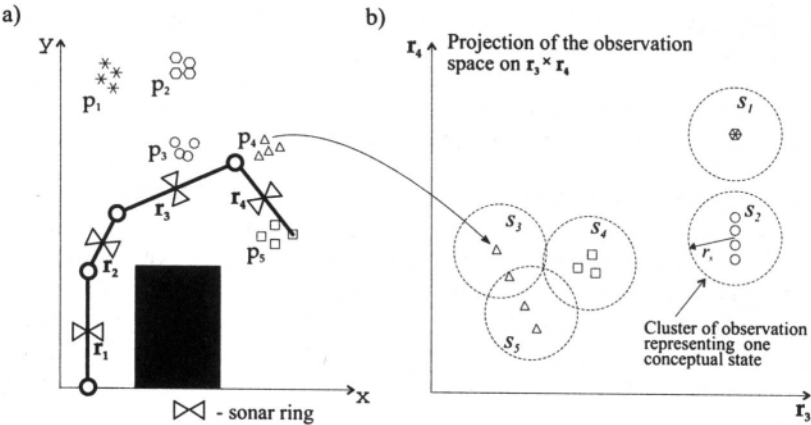 a)
y
p₁
p₂
p₃
p₄
r₃
r₄
r₂
p₅
r₁
x
- sonar ring
b)
r₄
Projection of the observation
space on r₃ × r₄
s₁
s₂
s₃
s₄
rₛ
s₅
Cluster of observation
representing one
conceptual state
r₃